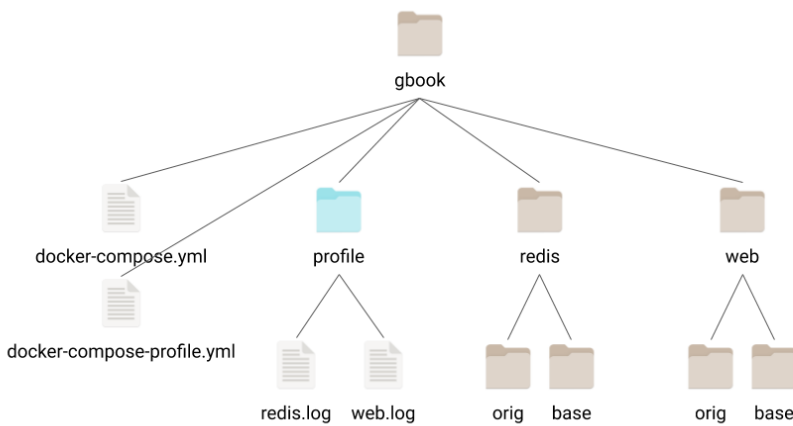 gbook
docker-compose.yml
profile
redis
web
docker-compose-profile.yml
redis.log
web.log
orig
base
orig
base